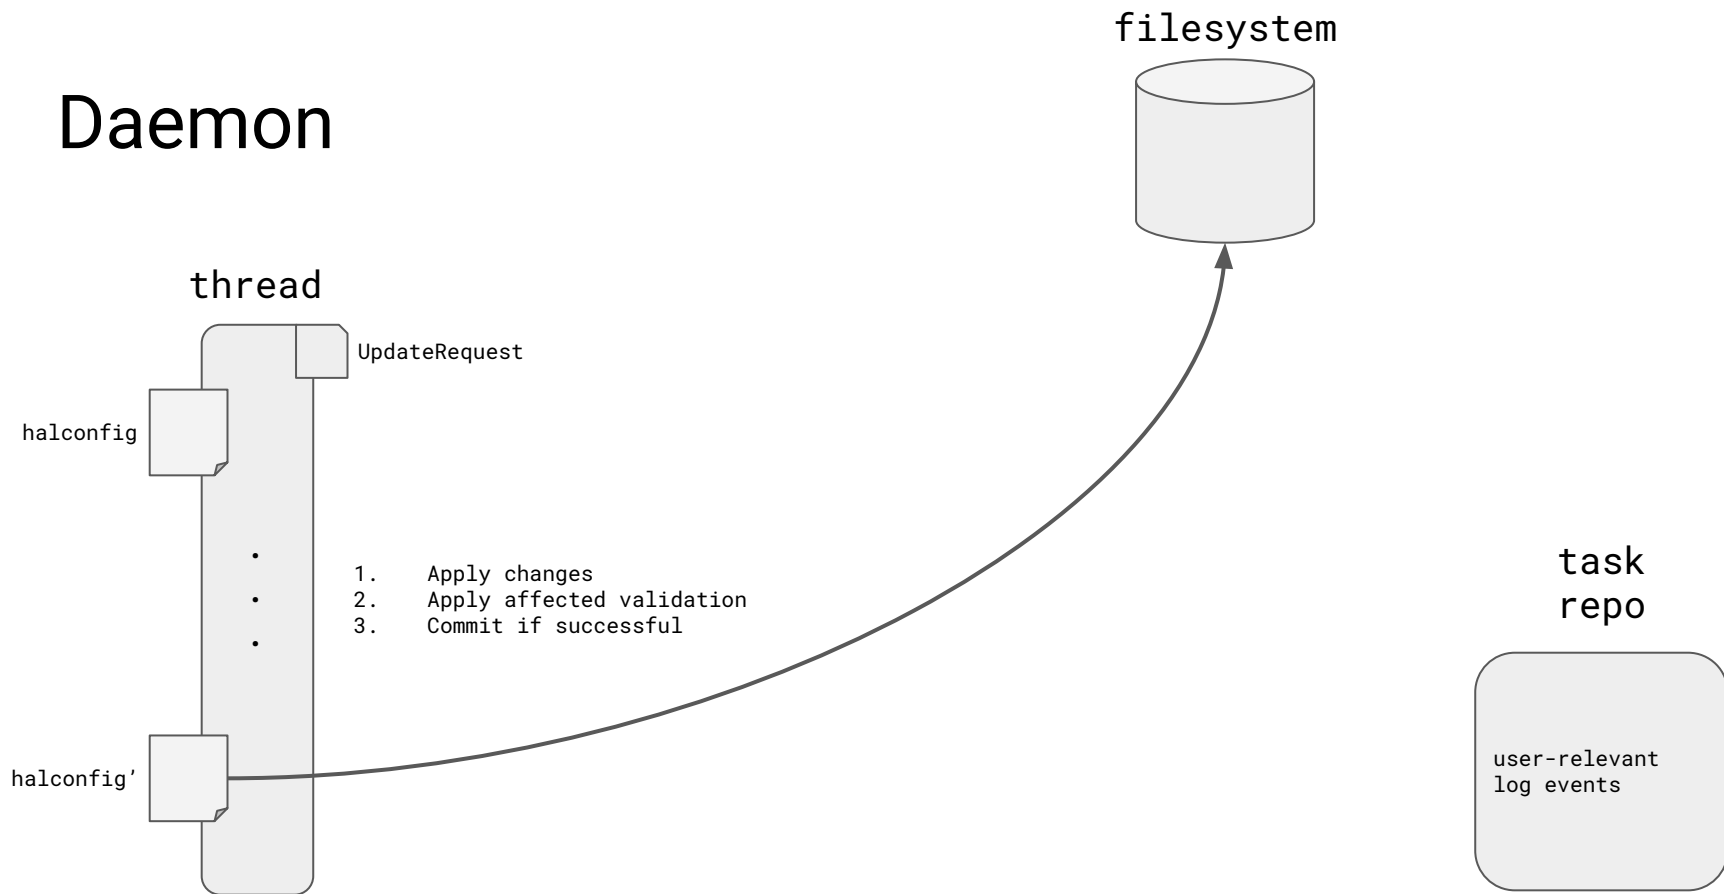 filesystem
Daemon
thread
UpdateRequest
halconfig
1. Apply changes
2. Apply affected validation
3. Commit if successful
task
repo
halconfig’
user-relevant
log events